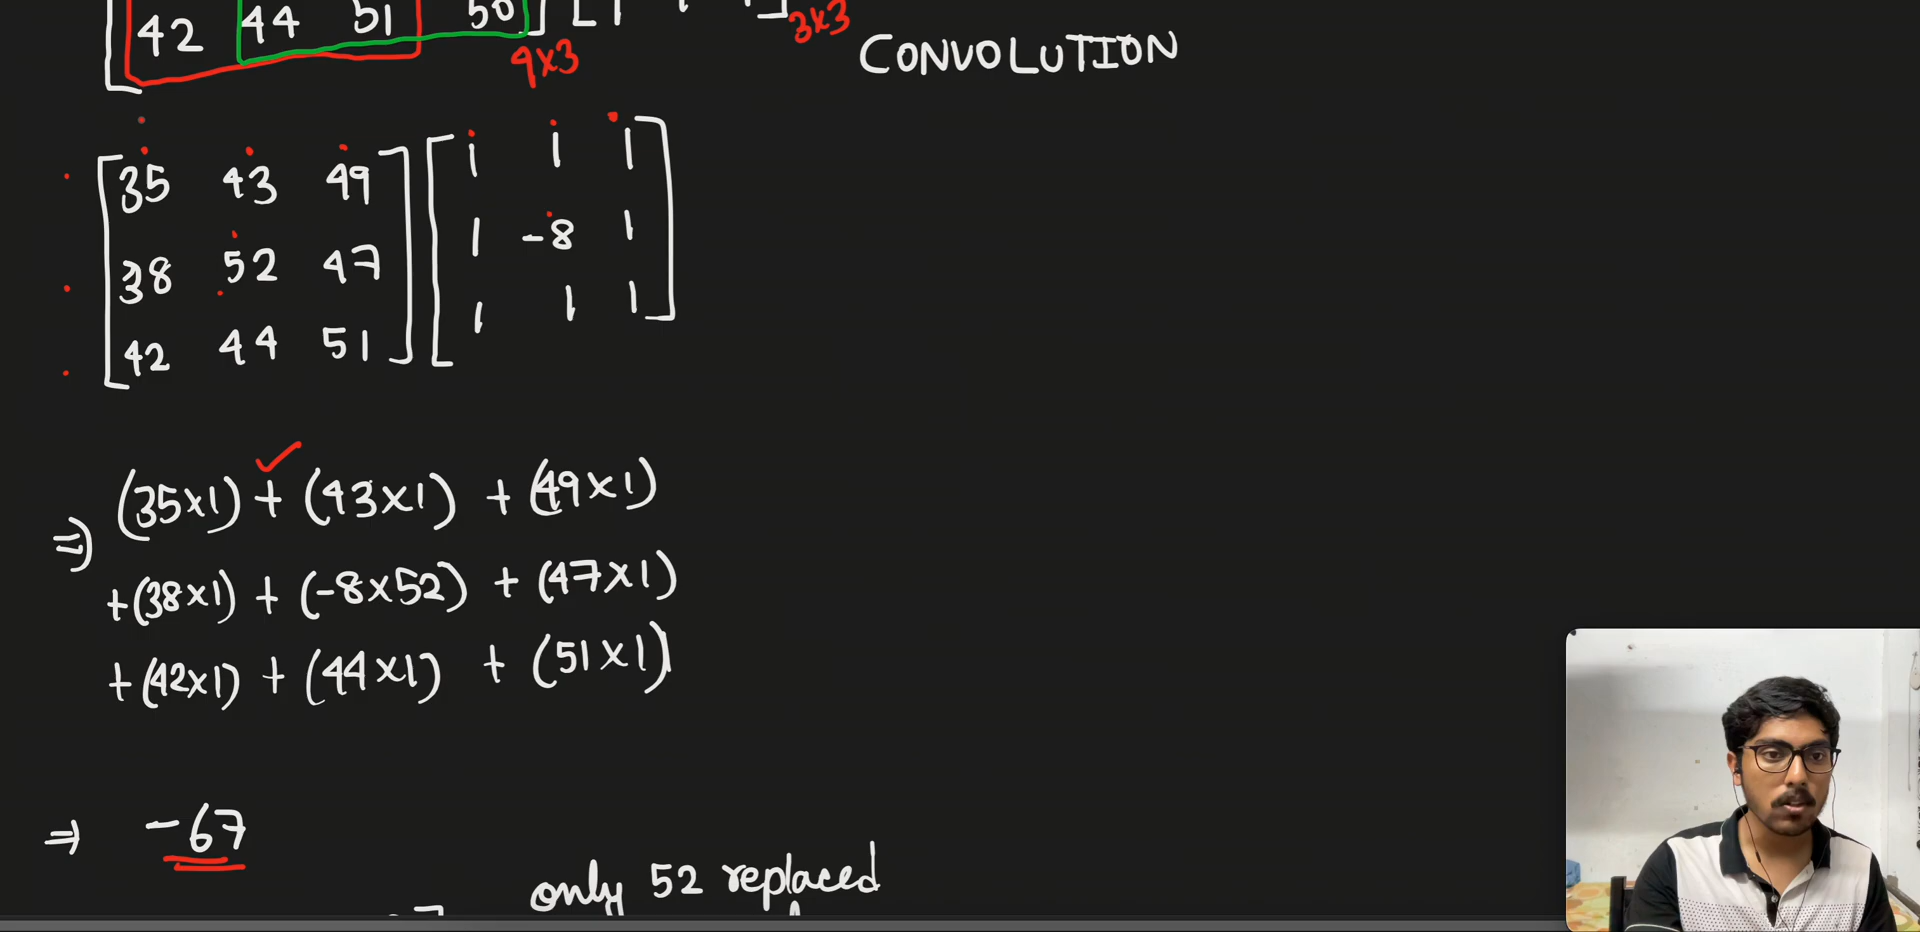 42 44 51 50
4x3
3x3
CONVOLUTION
35 43 49
38 52 47
42 44 51
1 1 1
1 -8 1
1 1 1
⇒ (35x1) + (43x1) + (49x1)
+(38x1) + (-8x52) + (47x1)
+(42x1) + (44x1) + (51x1)
⇒ -67
only 52 replaced